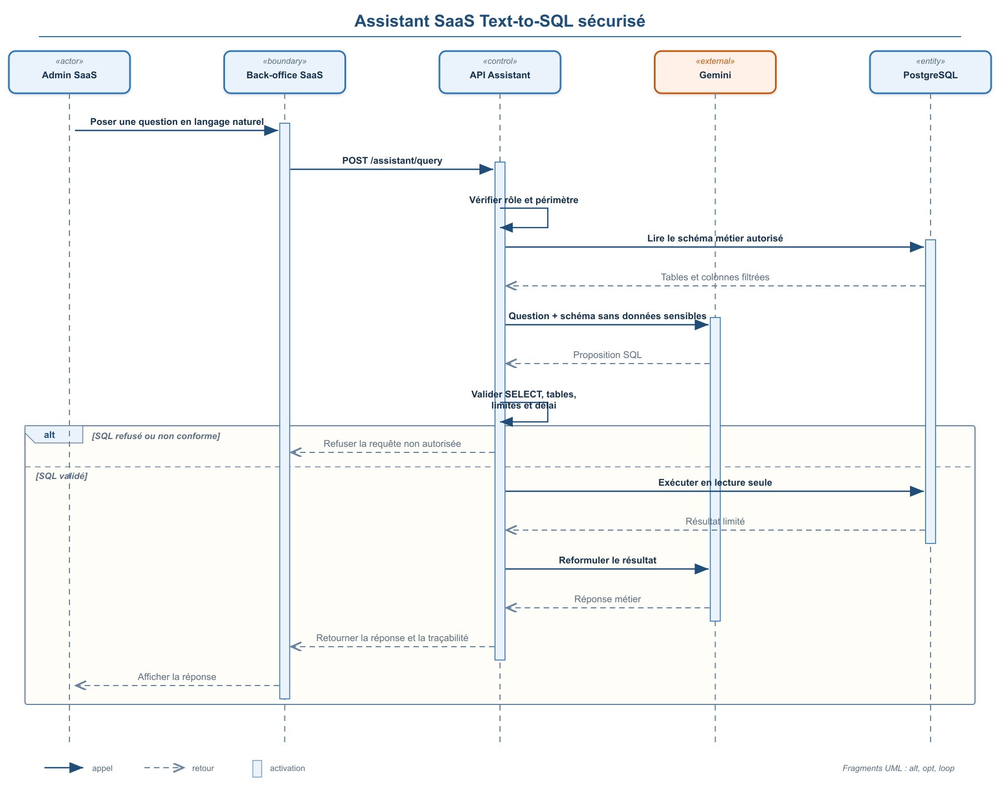 Assistant SaaS Text-to-SQL sécurisé
«actor»
Admin SaaS
«boundary»
Back-office SaaS
«control»
API Assistant
«external»
Gemini
«entity»
PostgreSQL
Poser une question en langage naturel
POST /assistant/query
Vérifier rôle et périmètre
Lire le schéma métier autorisé
Tables et colonnes filtrées
Question + schéma sans données sensibles
Proposition SQL
Valider SELECT, tables,
limites et délai
alt
[SQL refusé ou non conforme]
Refuser la requête non autorisée
[SQL validé]
Exécuter en lecture seule
Résultat limité
Reformuler le résultat
Réponse métier
Retourner la réponse et la traçabilité
Afficher la réponse
appel
retour
activation
Fragments UML : alt, opt, loop